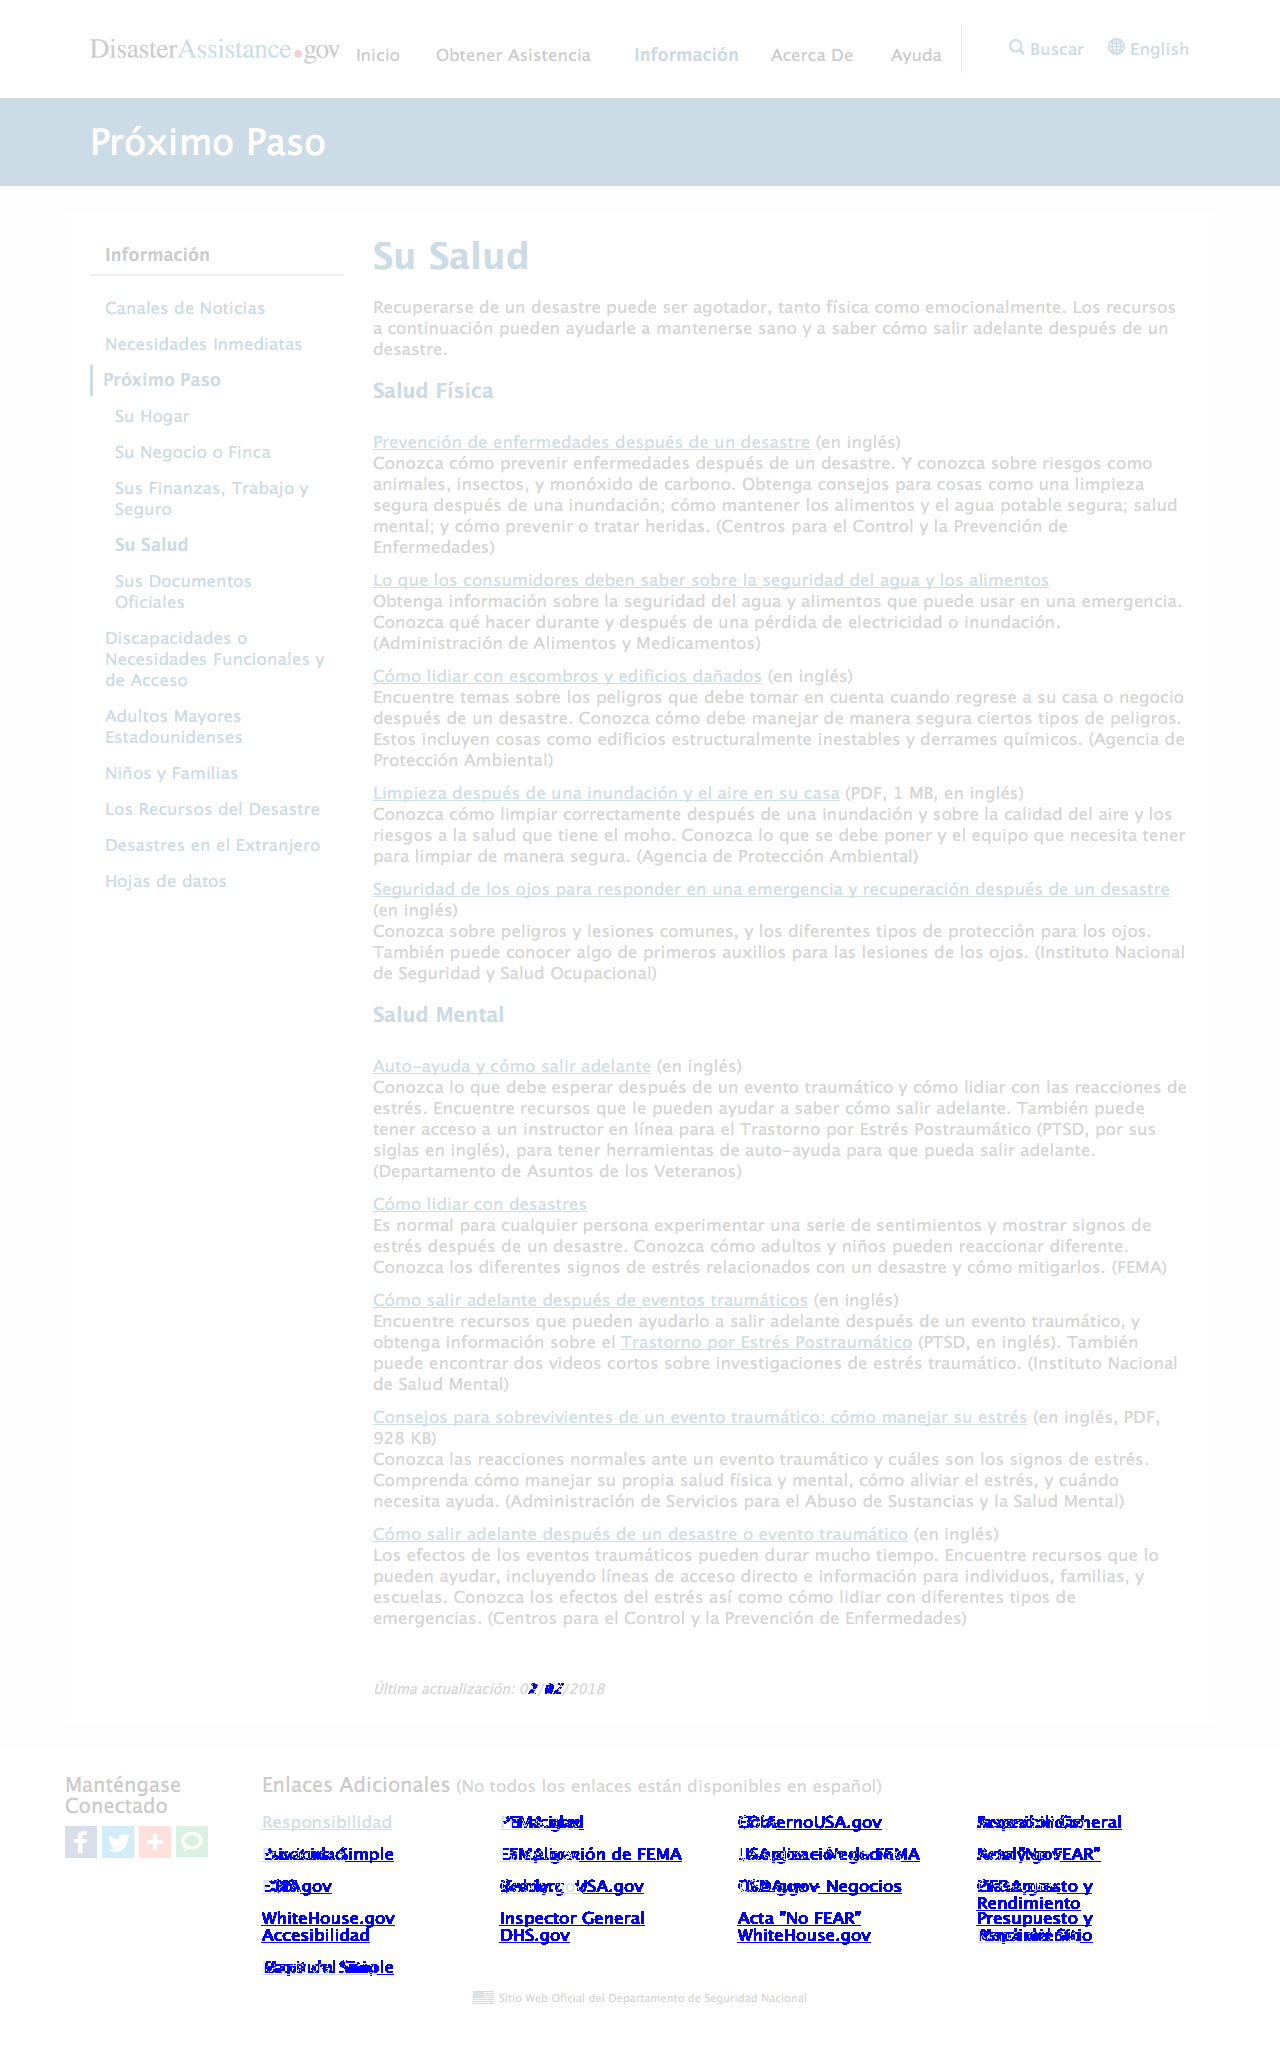 DisasterAssistance.gov Inicio Obtener Asistencia Información Acerca De Ayuda Buscar English
Próximo Paso
Información
Canales de Noticias
Necesidades Inmediatas
Próximo Paso
Su Hogar
Su Negocio o Finca
Sus Finanzas, Trabajo y
Seguro
Su Salud
Sus Documentos
Oficiales
Discapacidades o
Necesidades Funcionales y
de Acceso
Adultos Mayores
Estadounidenses
Niños y Familias
Los Recursos del Desastre
Desastres en el Extranjero
Hojas de datos
Su Salud
Recuperarse de un desastre puede ser agotador, tanto física como emocionalmente. Los recursos
a continuación pueden ayudarle a mantenerse sano y a saber cómo salir adelante después de un
desastre.
Salud Física
Prevención de enfermedades después de un desastre (en inglés)
Conozca cómo prevenir enfermedades después de un desastre. Y conozca sobre riesgos como
animales, insectos, y monóxido de carbono. Obtenga consejos para cosas como una limpieza
segura después de una inundación; cómo mantener los alimentos y el agua potable segura; salud
mental; y cómo prevenir o tratar heridas. (Centros para el Control y la Prevención de
Enfermedades)
Lo que los consumidores deben saber sobre la seguridad del agua y los alimentos
Obtenga información sobre la seguridad del agua y alimentos que puede usar en una emergencia.
Conozca qué hacer durante y después de una pérdida de electricidad o inundación.
(Administración de Alimentos y Medicamentos)
Cómo lidiar con escombros y edificios dañados (en inglés)
Encuentre temas sobre los peligros que debe tomar en cuenta cuando regrese a su casa o negocio
después de un desastre. Conozca cómo debe manejar de manera segura ciertos tipos de peligros.
Estos incluyen cosas como edificios estructuralmente inestables y derrames químicos. (Agencia de
Protección Ambiental)
Limpieza después de una inundación y el aire en su casa (PDF, 1 MB, en inglés)
Conozca cómo limpiar correctamente después de una inundación y sobre la calidad del aire y los
riesgos a la salud que tiene el moho. Conozca lo que se debe poner y el equipo que necesita tener
para limpiar de manera segura. (Agencia de Protección Ambiental)
Seguridad de los ojos para responder en una emergencia y recuperación después de un desastre
(en inglés)
Conozca sobre peligros y lesiones comunes, y los diferentes tipos de protección para los ojos.
También puede conocer algo de primeros auxilios para las lesiones de los ojos. (Instituto Nacional
de Seguridad y Salud Ocupacional)
Salud Mental
Auto-ayuda y cómo salir adelante (en inglés)
Conozca lo que debe esperar después de un evento traumático y cómo lidiar con las reacciones de
estrés. Encuentre recursos que le pueden ayudar a saber cómo salir adelante. También puede
tener acceso a un instructor en línea para el Trastorno por Estrés Postraumático (PTSD, por sus
siglas en inglés), para tener herramientas de auto-ayuda para que pueda salir adelante.
(Departamento de Asuntos de los Veteranos)
Cómo lidiar con desastres
Es normal para cualquier persona experimentar una serie de sentimientos y mostrar signos de
estrés después de un desastre. Conozca cómo adultos y niños pueden reaccionar diferente.
Conozca los diferentes signos de estrés relacionados con un desastre y cómo mitigarlos. (FEMA)
Cómo salir adelante después de eventos traumáticos (en inglés)
Encuentre recursos que pueden ayudarlo a salir adelante después de un evento traumático, y
obtenga información sobre el Trastorno por Estrés Postraumático (PTSD, en inglés). También
puede encontrar dos videos cortos sobre investigaciones de estrés traumático. (Instituto Nacional
de Salud Mental)
Consejos para sobrevivientes de un evento traumático: cómo manejar su estrés (en inglés, PDF,
928 KB)
Conozca las reacciones normales ante un evento traumático y cuáles son los signos de estrés.
Comprenda cómo manejar su propia salud física y mental, cómo aliviar el estrés, y cuándo
necesita ayuda. (Administración de Servicios para el Abuso de Sustancias y la Salud Mental)
Cómo salir adelante después de un desastre o evento traumático (en inglés)
Los efectos de los eventos traumáticos pueden durar mucho tiempo. Encuentre recursos que lo
pueden ayudar, incluyendo líneas de acceso directo e información para individuos, familias, y
escuelas. Conozca los efectos del estrés así como cómo lidiar con diferentes tipos de
emergencias. (Centros para el Control y la Prevención de Enfermedades)
Última actualización: /2018
Manténgase
Conectado
Enlaces Adicionales (No todos los enlaces están disponibles en español)
Responsibilidad
de FEMA
Negocios
Rendimiento
WhiteHouse.gov Inspector General Acta "No FEAR" Presupuesto y
Accesibilidad DHS.gov WhiteHouse.gov
Sitio Web Oficial del Departamento de Seguridad Nacional